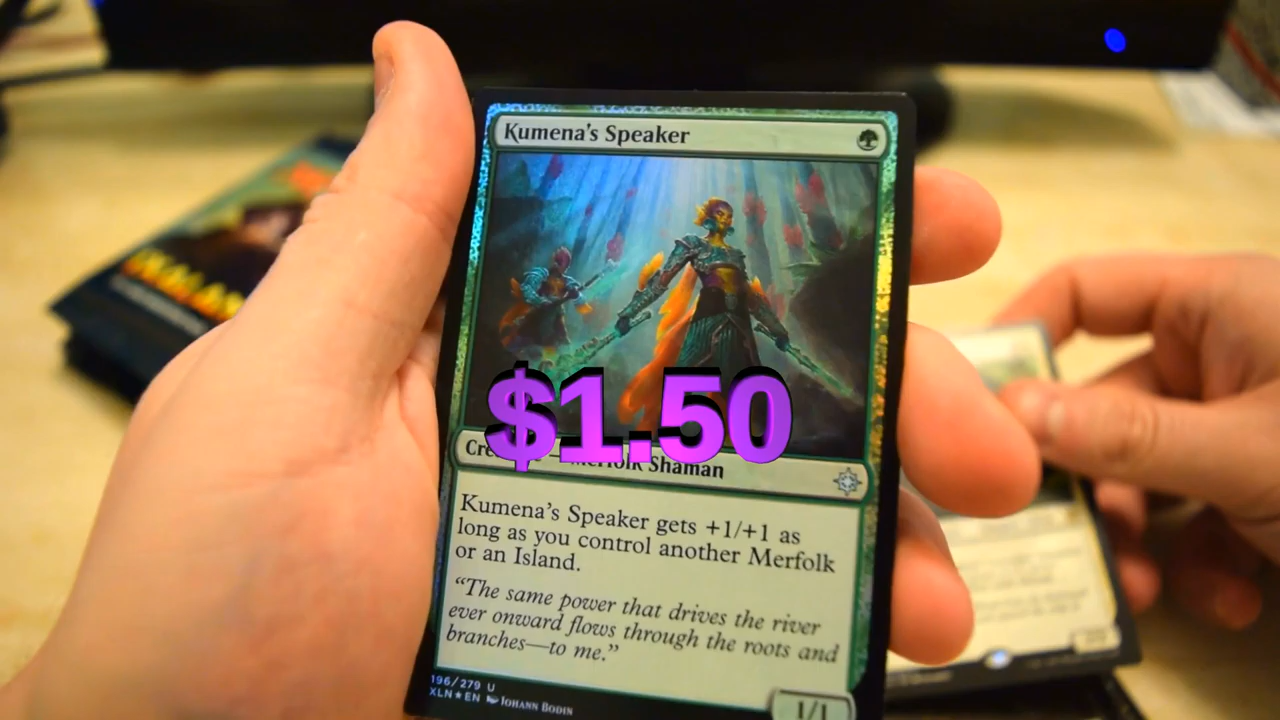 Kumena's Speaker
$1.50
Merfolk Shaman
Kumena's Speaker gets +1/+1 as
long as you control another Merfolk
or an Island.
“The same power that drives the river
ever onward flows through the roots and
branches—to me.”
196/279 U
XLN★EN Johann Bodin
1/1